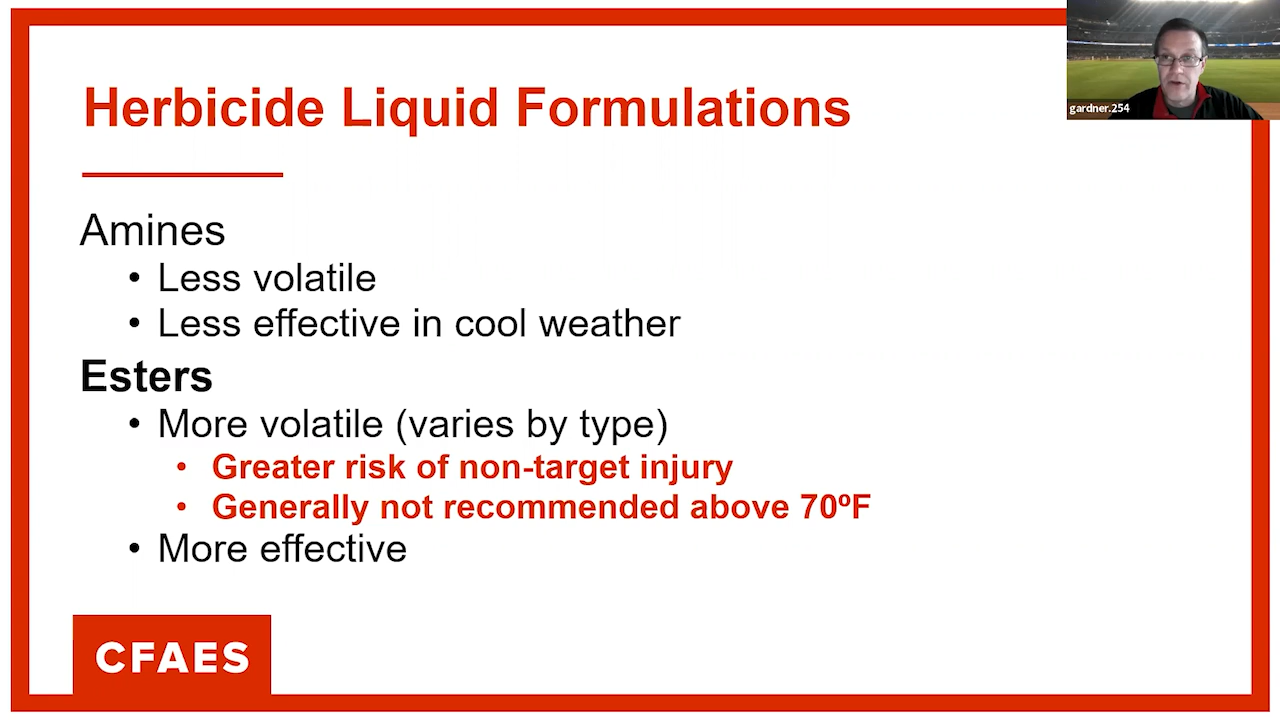 gardner.254
Herbicide Liquid Formulations
Amines
• Less volatile
• Less effective in cool weather
Esters
• More volatile (varies by type)
• Greater risk of non-target injury
• Generally not recommended above 70ºF
• More effective
CFAES